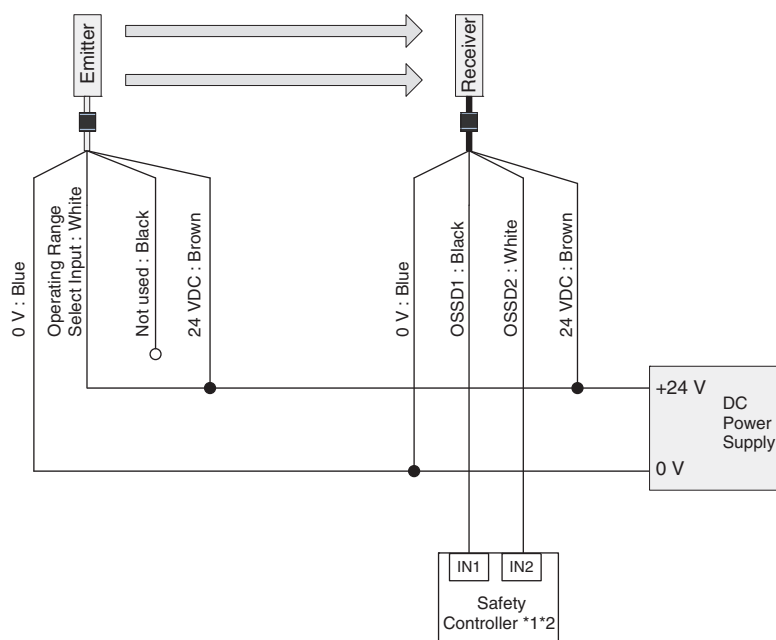 Emitter
Receiver
0 V : Blue
Operating Range
Select Input : White
Not used : Black
24 VDC : Brown
0 V : Blue
OSSD1 : Black
OSSD2 : White
24 VDC : Brown
+24 V
DC
Power
Supply
0 V
IN1
IN2
Safety
Controller *1*2